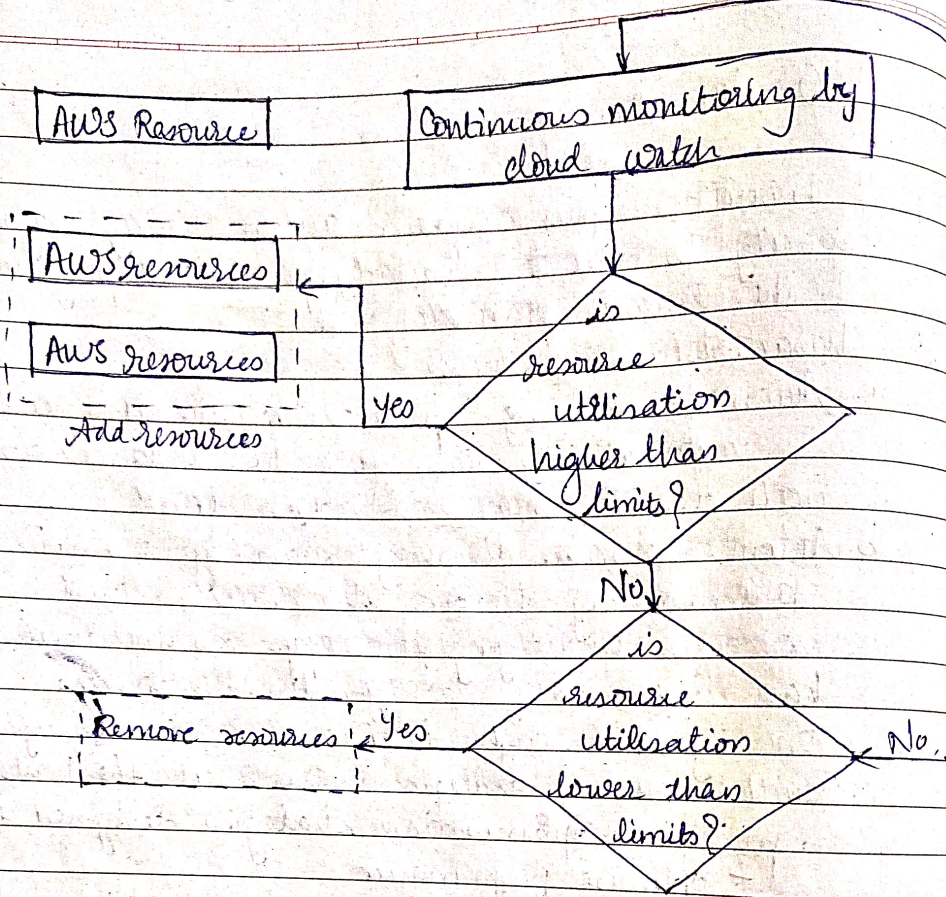 AWS Rasource
Continuous monitoring by
cloud watch
AWS resources
AWS resources
Add resources
is
resource
utilisation
higher than
limits?
Yes
No
is
resource
utilisation
lower than
limits?
Yes
Remove resources
No.